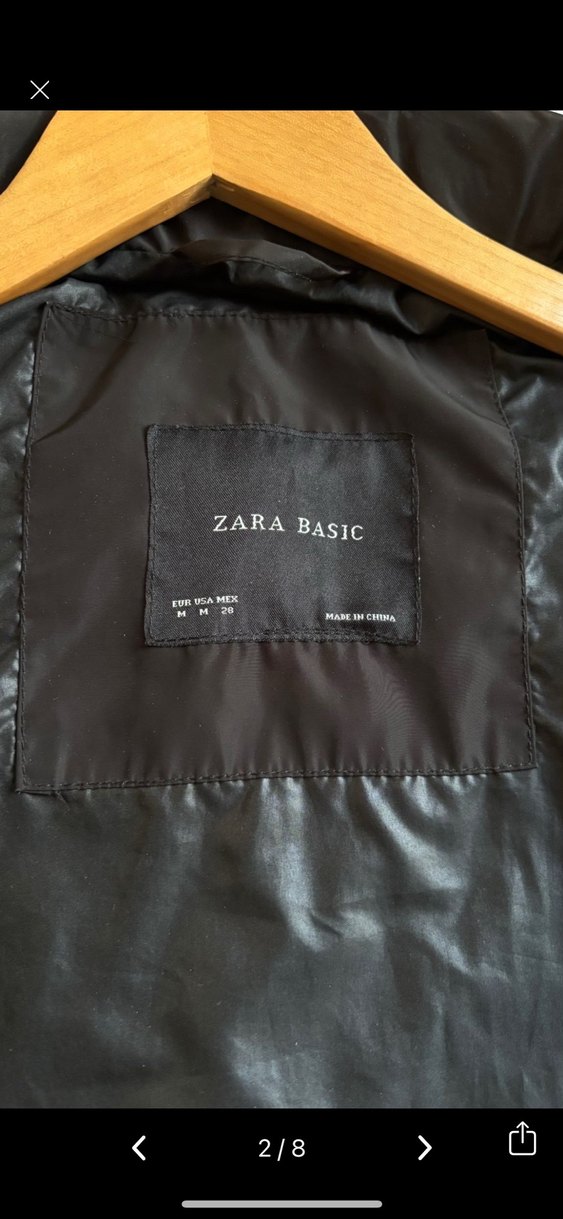 ZARA BASIC
EUR USA MEX
M M 28
MADE IN CHINA
2/8